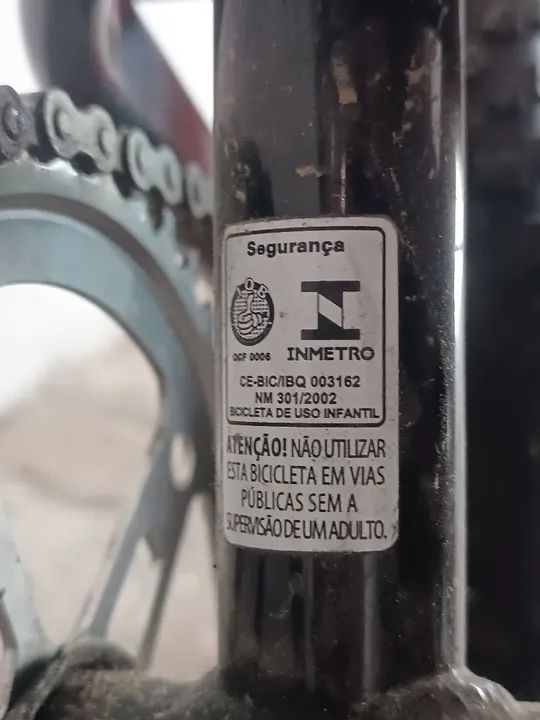 Segurança
I.Q.B.
OCP 0006
INMETRO
CE-BIC/IBQ 003162
NM 301/2002
BICICLETA DE USO INFANTIL
ATENÇÃO! NÃO UTILIZAR
ESTA BICICLETA EM VIAS
PÚBLICAS SEM A
SUPERVISÃO DE UM ADULTO.